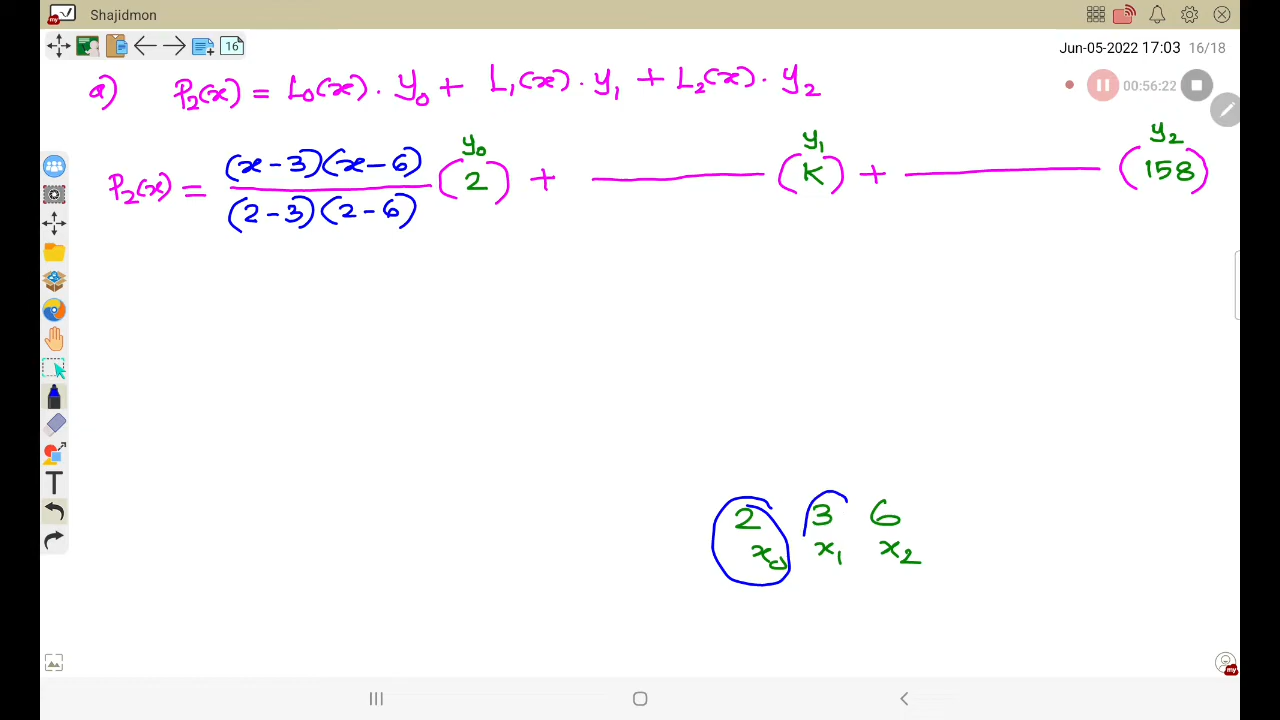 Shajidmon
16
Jun-05-2022 17:03 16/18
00:56:22
a) P₂(x) = L₀(x) · y₀ + L₁(x) · y₁ + L₂(x) · y₂
y₀ y₁ y₂
P₂(x) = (x-3)(x-6) / (2-3)(2-6) (2) + ———— (K) + ———— (158)
2 3 6
x₀ x₁ x₂
T